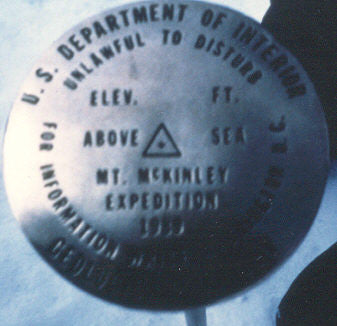 U.S. DEPARTMENT OF INTERIOR
UNLAWFUL TO DISTURB
ELEV. FT.
ABOVE SEA
MT. McKINLEY
EXPEDITION
FOR INFORMATION D.C.